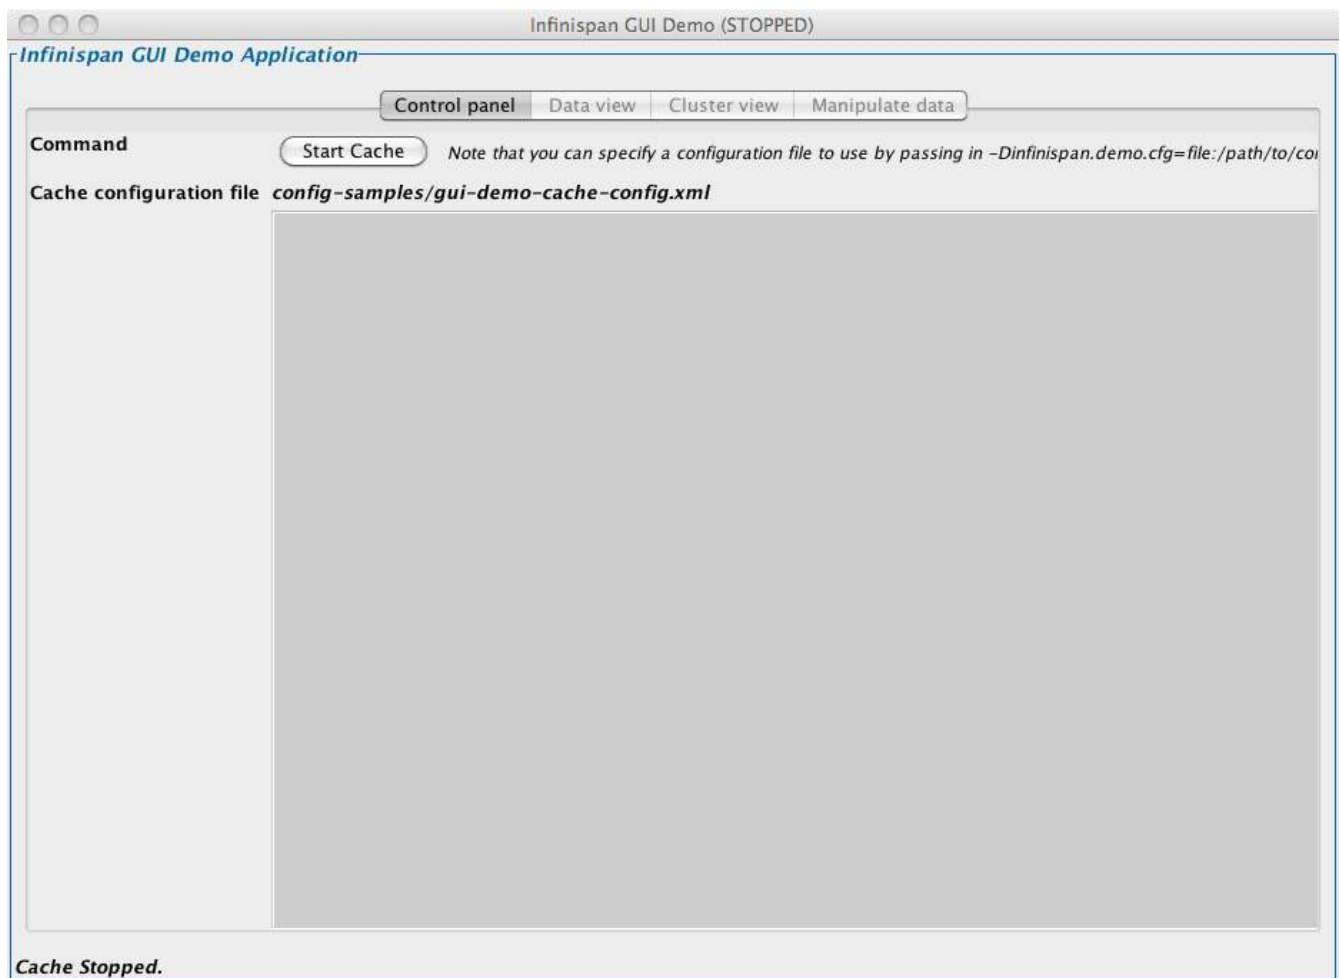 Infinispan GUI Demo (STOPPED)
Infinispan GUI Demo Application
Control panel Data view Cluster view Manipulate data
Command Start Cache Note that you can specify a configuration file to use by passing in -Dinfinispan.demo.cfg=file:/path/to/co
Cache configuration file config-samples/gui-demo-cache-config.xml
Cache Stopped.